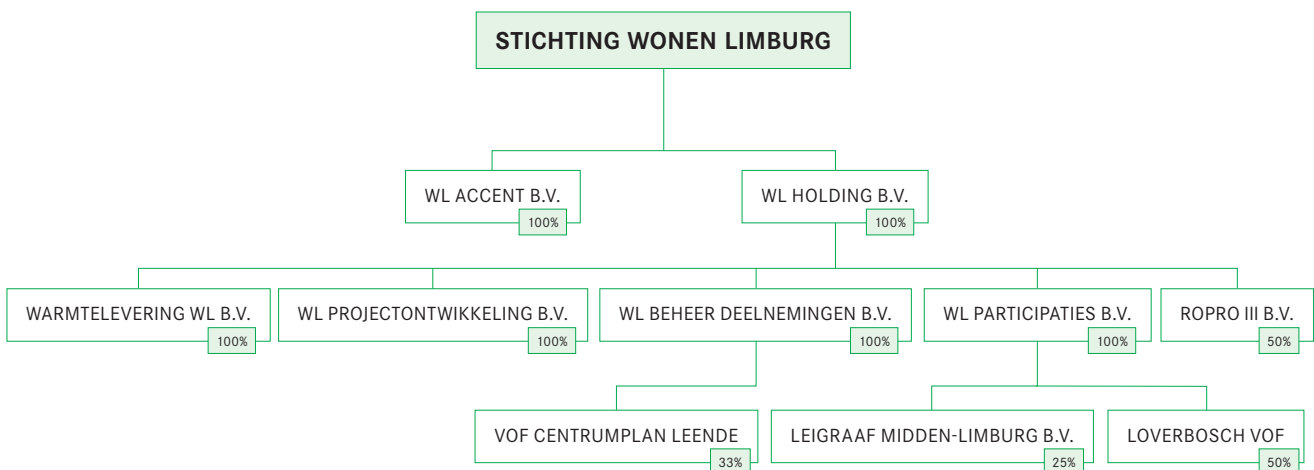 STICHTING WONEN LIMBURG
WL ACCENT B.V.
100%
WL HOLDING B.V.
100%
WARMTELEVERING WL B.V.
100%
WL PROJECTONTWIKKELING B.V.
100%
WL BEHEER DEELNEMINGEN B.V.
100%
WL PARTICIPATIES B.V.
100%
ROPRO III B.V.
50%
VOF CENTRUMPLAN LEENDE
33%
LEIGRAAF MIDDEN-LIMBURG B.V.
25%
LOVERBOSCH VOF
50%